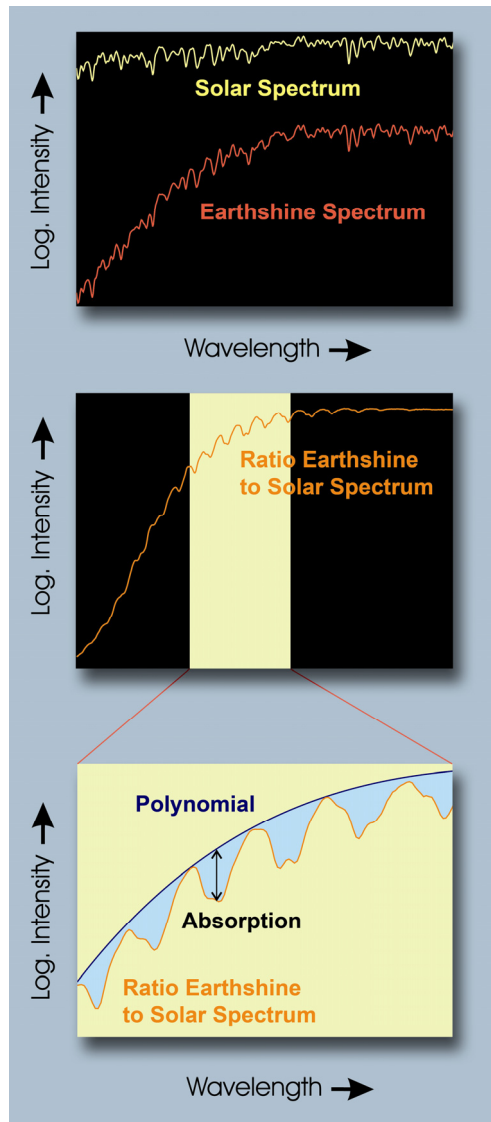 Log. Intensity
Solar Spectrum
Earthshine Spectrum
Wavelength
Log. Intensity
Ratio Earthshine
to Solar Spectrum
Log. Intensity
Polynomial
Absorption
Ratio Earthshine
to Solar Spectrum
Wavelength